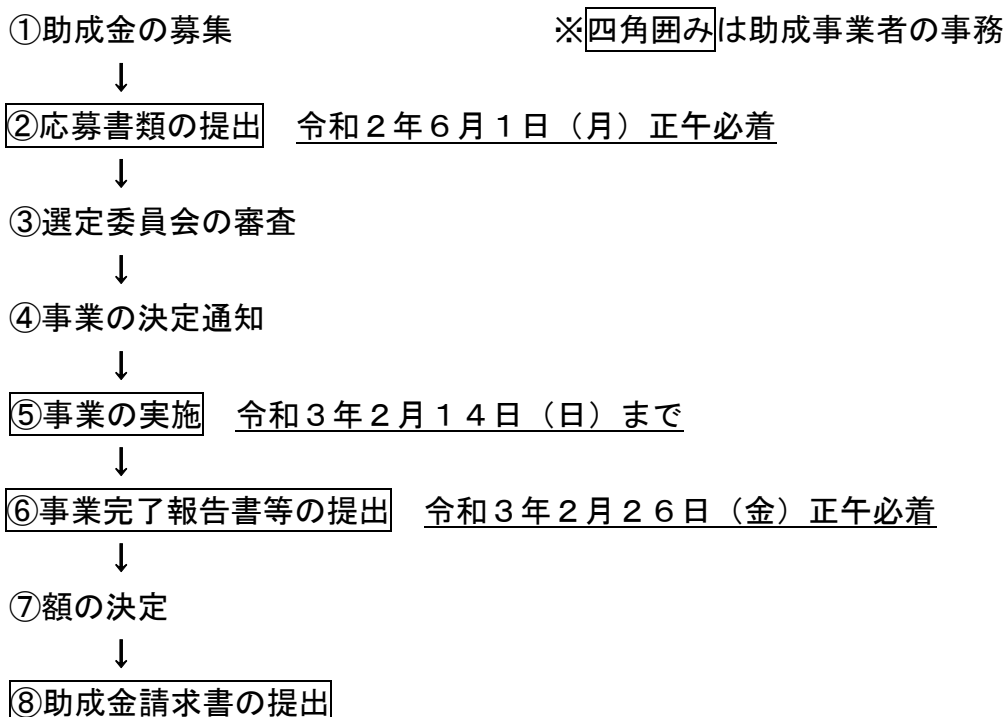 ①助成金の募集　※四角囲みは助成事業者の事務
↓
②応募書類の提出　令和２年６月１日（月）正午必着
↓
③選定委員会の審査
↓
④事業の決定通知
↓
⑤事業の実施　令和３年２月１４日（日）まで
↓
⑥事業完了報告書等の提出　令和３年２月２６日（金）正午必着
↓
⑦額の決定
↓
⑧助成金請求書の提出